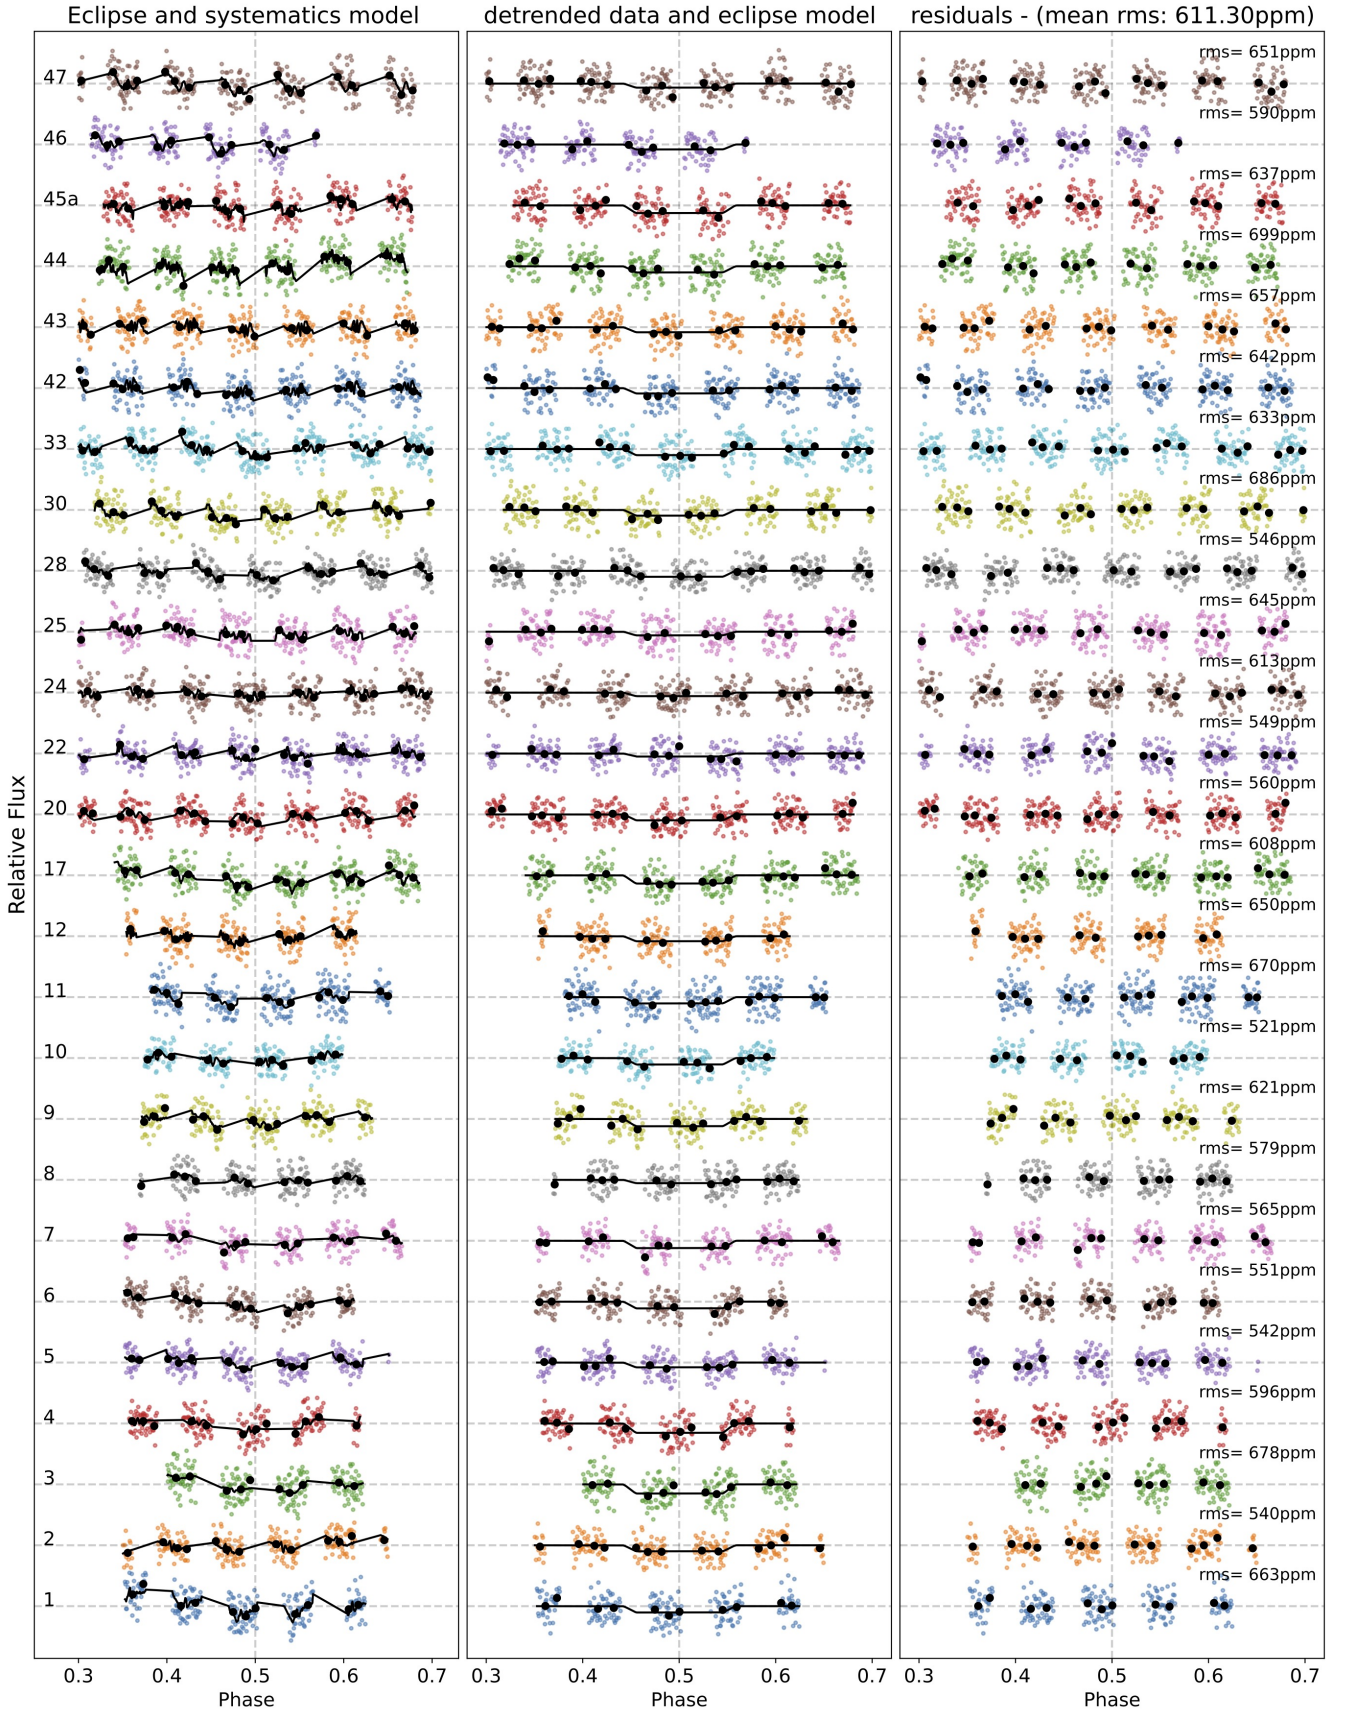 Eclipse and systematics model
detrended data and eclipse model
residuals - (mean rms: 611.30ppm)
Relative Flux
47
rms= 651ppm
46
rms= 590ppm
45a
rms= 637ppm
44
rms= 699ppm
43
rms= 657ppm
42
rms= 642ppm
33
rms= 633ppm
30
rms= 686ppm
28
rms= 546ppm
25
rms= 645ppm
24
rms= 613ppm
22
rms= 549ppm
20
rms= 560ppm
17
rms= 608ppm
12
rms= 650ppm
11
rms= 670ppm
10
rms= 521ppm
9
rms= 621ppm
8
rms= 579ppm
7
rms= 565ppm
6
rms= 551ppm
5
rms= 542ppm
4
rms= 596ppm
3
rms= 678ppm
2
rms= 540ppm
1
rms= 663ppm
0.3 0.4 0.5 0.6 0.7
Phase
0.3 0.4 0.5 0.6 0.7
Phase
0.3 0.4 0.5 0.6 0.7
Phase